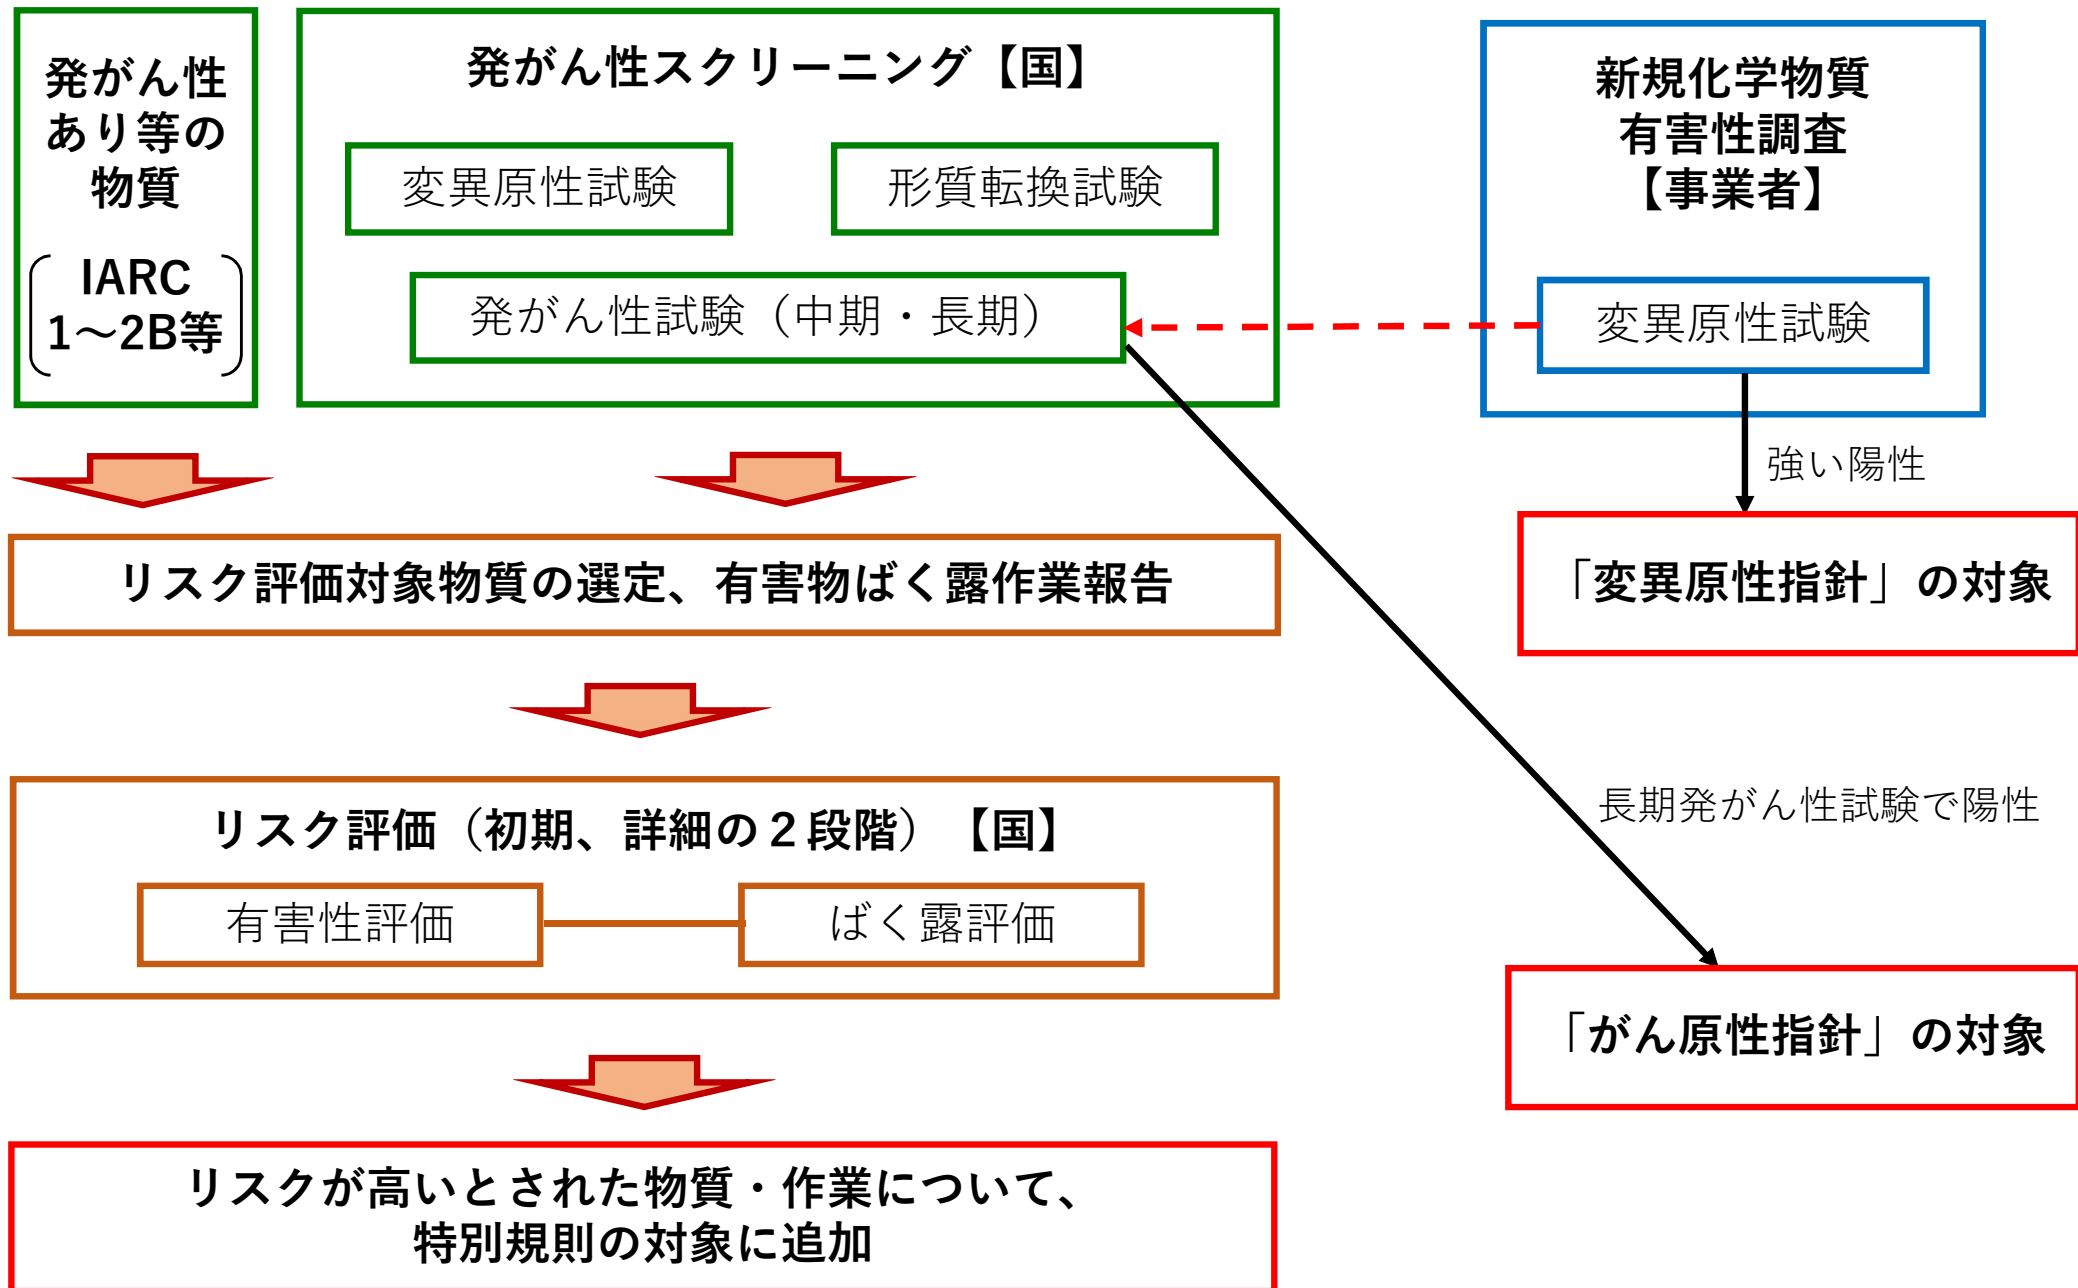 発がん性
あり等の
物質
IARC
1～2B等
発がん性スクリーニング【国】
変異原性試験
形質転換試験
発がん性試験（中期・長期）
新規化学物質
有害性調査
【事業者】
変異原性試験
強い陽性
「変異原性指針」の対象
リスク評価対象物質の選定、有害物ばく露作業報告
リスク評価（初期、詳細の２段階）【国】
有害性評価
ばく露評価
長期発がん性試験で陽性
「がん原性指針」の対象
リスクが高いとされた物質・作業について、
特別規則の対象に追加